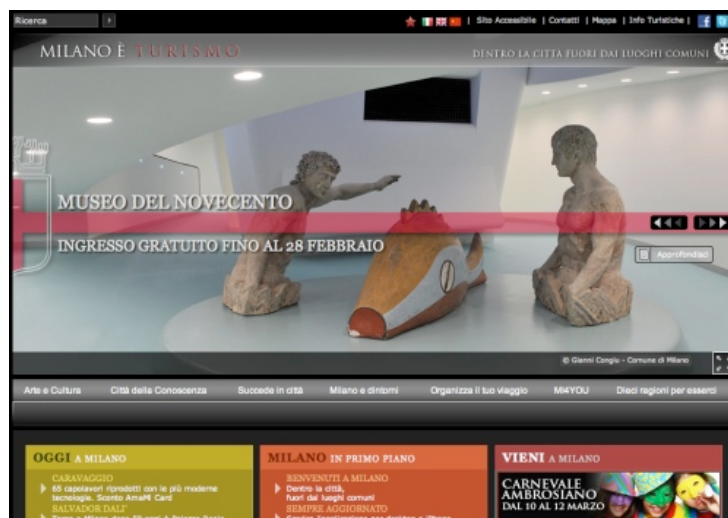 Ricerca
Sito Accessibile | Contatti | Mappa | Info Turistiche |
MILANO È TURISMO
DENTRO LA CITTÀ FUORI DAI LUOGHI COMUNI
MUSEO DEL NOVECENTO
INGRESSO GRATUITO FINO AL 28 FEBBRAIO
Approfondisci
© Gianni Congiu - Comune di Milano
Arte e Cultura Città della Conoscenza Succede in città Milano e dintorni Organizza il tuo viaggio MI4YOU Dieci ragioni per esserci
OGGI A MILANO
CARAVAGGIO
65 capolavori riprodotti con le più moderne
tecnologie. Sconto AmaMi Card
SALVADOR DALI'
MILANO IN PRIMO PIANO
BENVENUTI A MILANO
Dentro la città,
fuori dai luoghi comuni
SEMPRE AGGIORNATO
VIENI A MILANO
CARNEVALE
AMBROSIANO
DAL 10 AL 12 MARZO